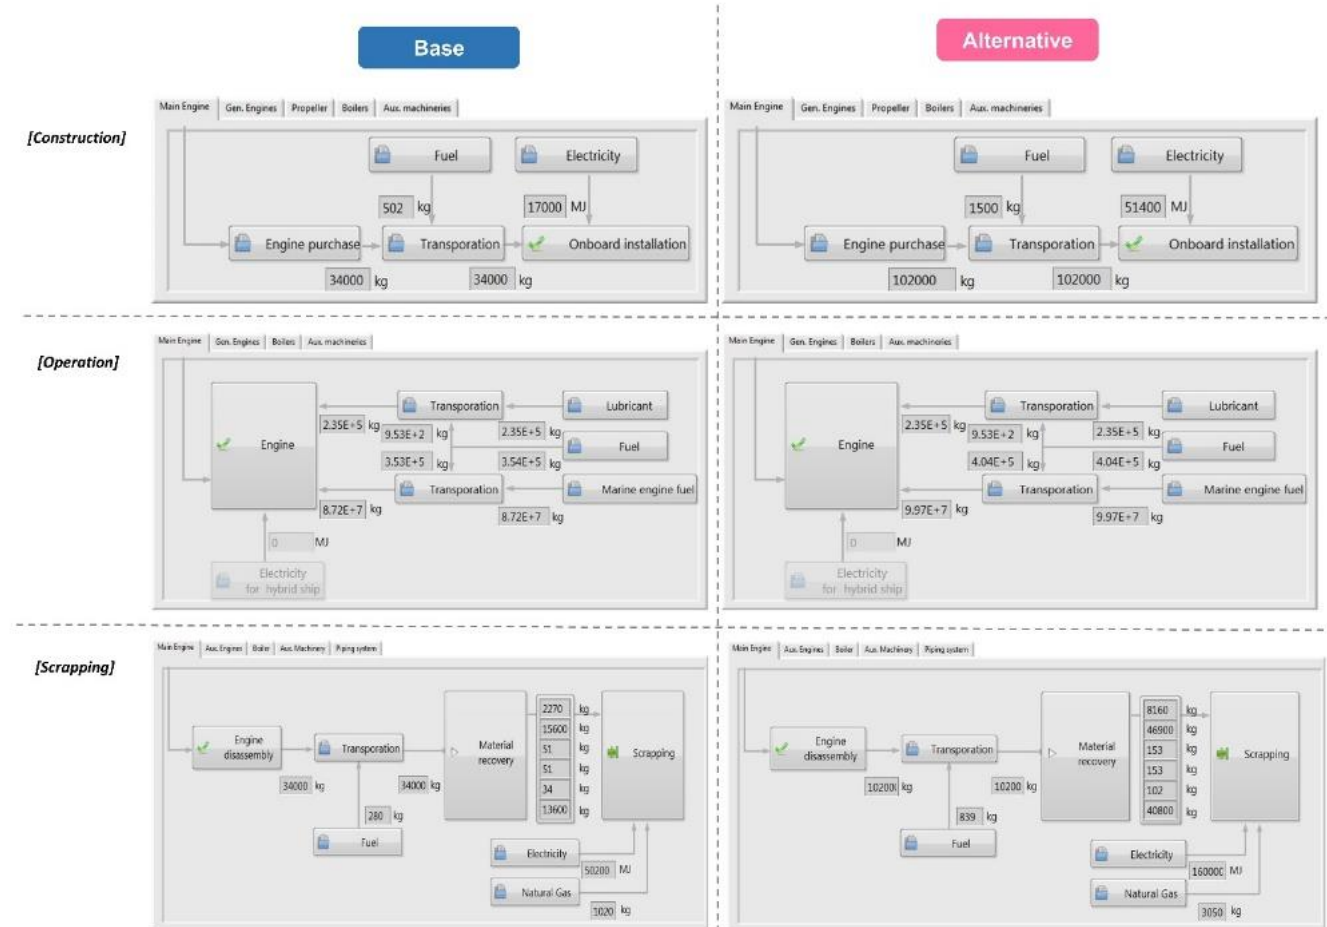 Base
Alternative
[Construction]
Main Engine Gen. Engines Propeller Boilers Aux. machineries
Fuel Electricity
502 kg 17000 MJ
Engine purchase Transporation Onboard installation
34000 kg 34000 kg
Main Engine Gen. Engines Propeller Boilers Aux. machineries
Fuel Electricity
1500 kg 51400 MJ
Engine purchase Transporation Onboard installation
102000 kg 102000 kg
[Operation]
Main Engine Gen. Engines Boilers Aux. machineries
Transporation Lubricant
2.35E+5 kg 9.53E+2 kg 2.35E+5 kg
Engine Fuel
3.53E+5 kg 3.54E+5 kg
Transporation Marine engine fuel
8.72E+7 kg 8.72E+7 kg
0 MJ
Electricity
for hybrid ship
Main Engine Gen. Engines Boilers Aux. machineries
Transporation Lubricant
2.35E+5 kg 9.53E+2 kg 2.35E+5 kg
Engine Fuel
4.04E+5 kg 4.04E+5 kg
Transporation Marine engine fuel
9.97E+7 kg 9.97E+7 kg
0 MJ
Electricity
for hybrid ship
[Scrapping]
Main Engine Aux. Engines Boiler Aux. Machinery Piping system
2270 kg
15600 kg
Engine
disassembly
Transporation
Material
recovery
51 kg
Scrapping
51 kg
34000 kg 34000 kg 34 kg
13600 kg
280 kg
Fuel
Electricity
50200 MJ
Natural Gas
1020 kg
Main Engine Aux. Engines Boiler Aux. Machinery Piping system
8160 kg
46900 kg
Engine
disassembly
Transporation
Material
recovery
153 kg
Scrapping
153 kg
10200 kg 10200 kg 102 kg
40800 kg
839 kg
Fuel
Electricity
16000 MJ
Natural Gas
3050 kg